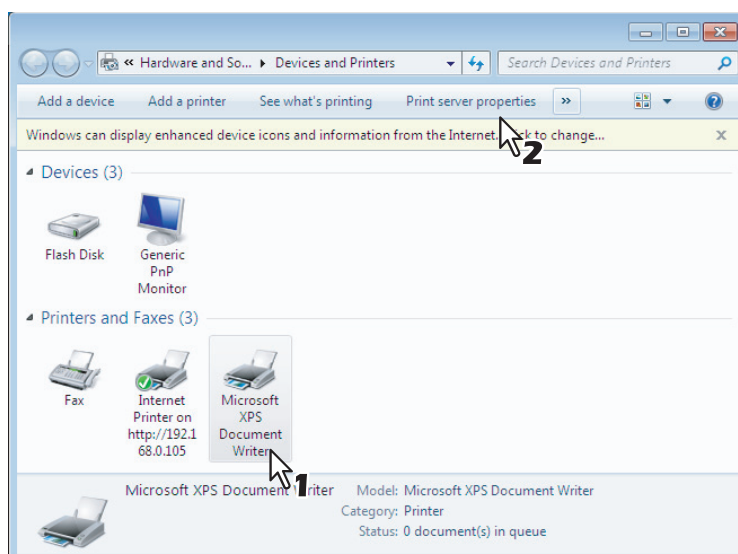 « Hardware and So... ▸ Devices and Printers
Search Devices and Printers
Add a device Add a printer See what's printing Print server properties »
Windows can display enhanced device icons and information from the Internet. to change...
Devices (3)
Flash Disk
Generic
PnP
Monitor
Printers and Faxes (3)
Fax
Internet
Printer on
http://192.1
68.0.105
Microsoft
XPS
Document
Writer
1
2
Microsoft XPS Document Writer
Model: Microsoft XPS Document Writer
Category: Printer
Status: 0 document(s) in queue